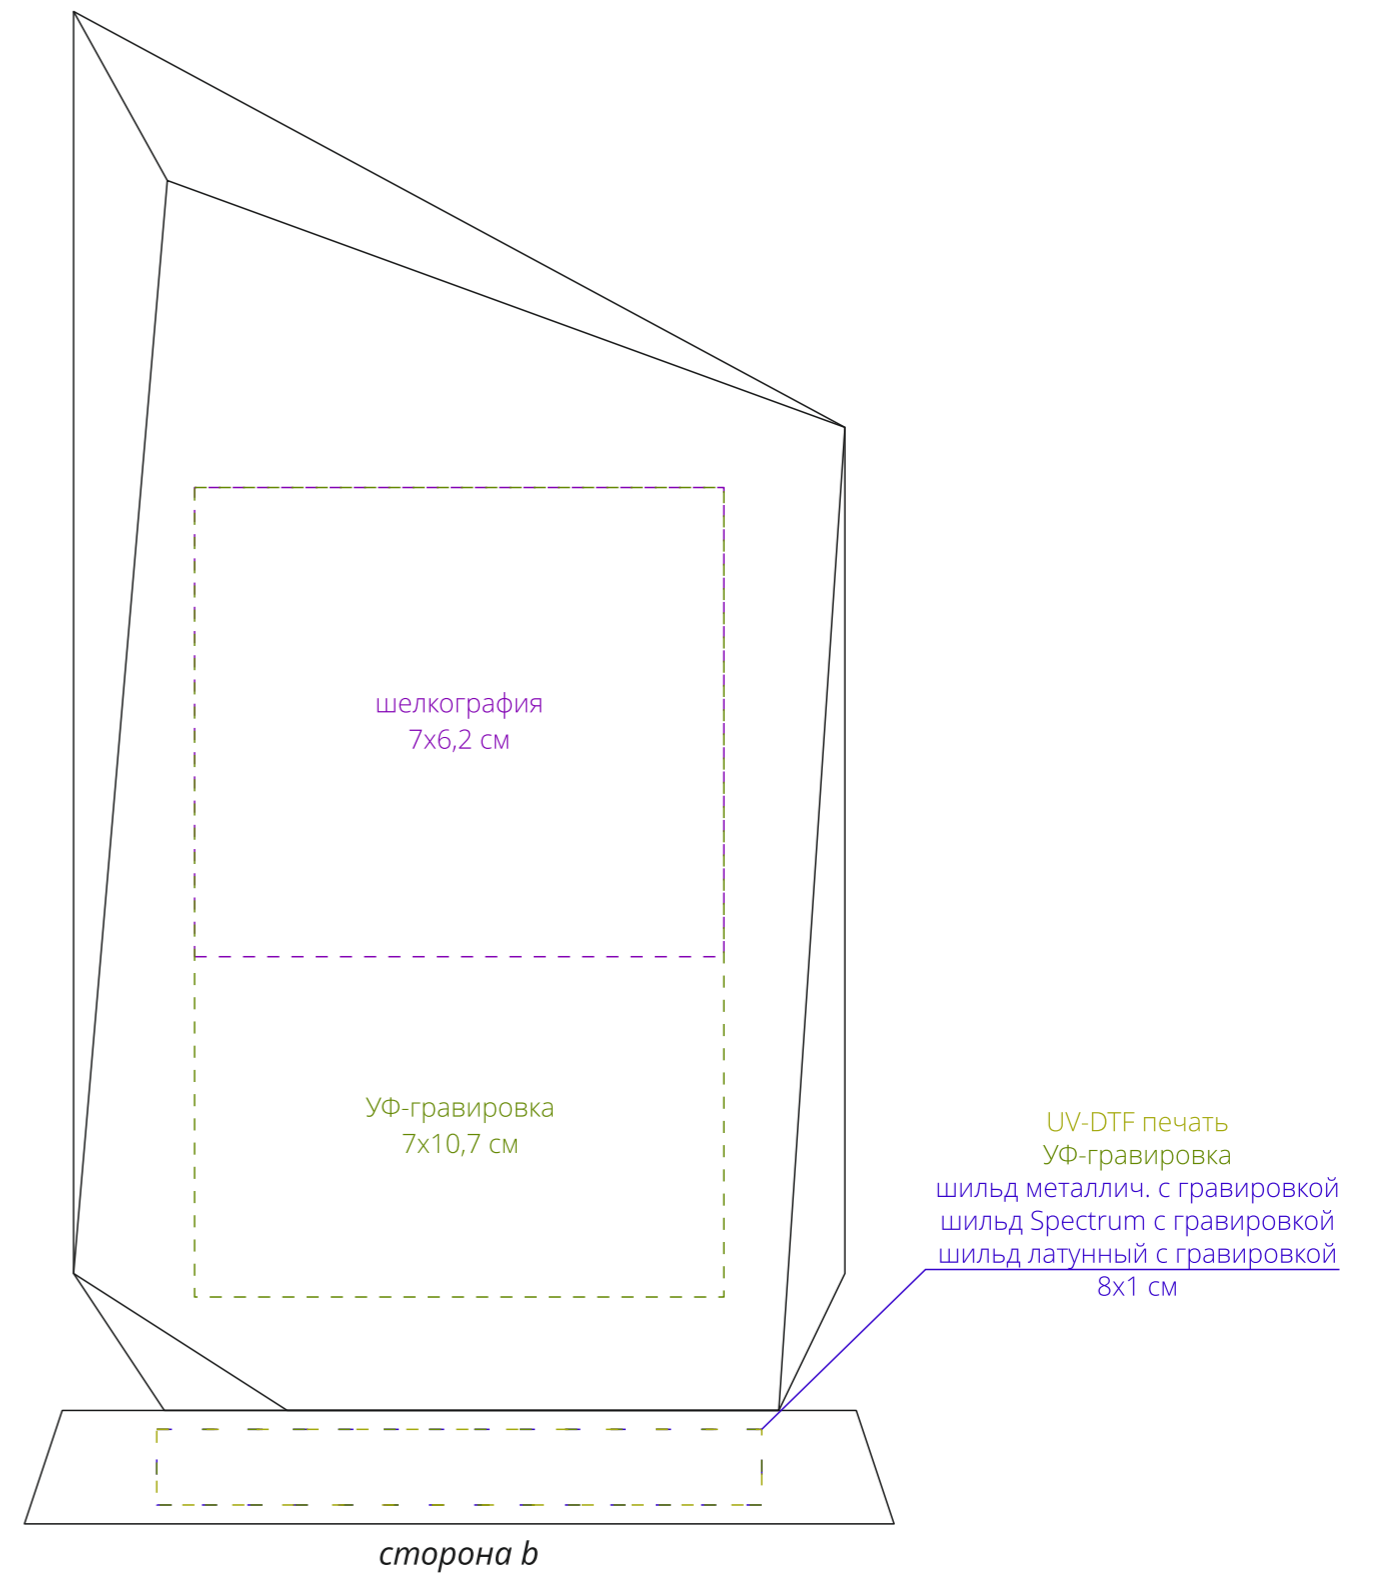 шелкография
7х6,2 см
УФ-гравировка
7х10,7 см
UV-DTF печать
УФ-гравировка
шильд металлич. с гравировкой
шильд Spectrum с гравировкой
шильд латунный с гравировкой
8х1 см
сторона b